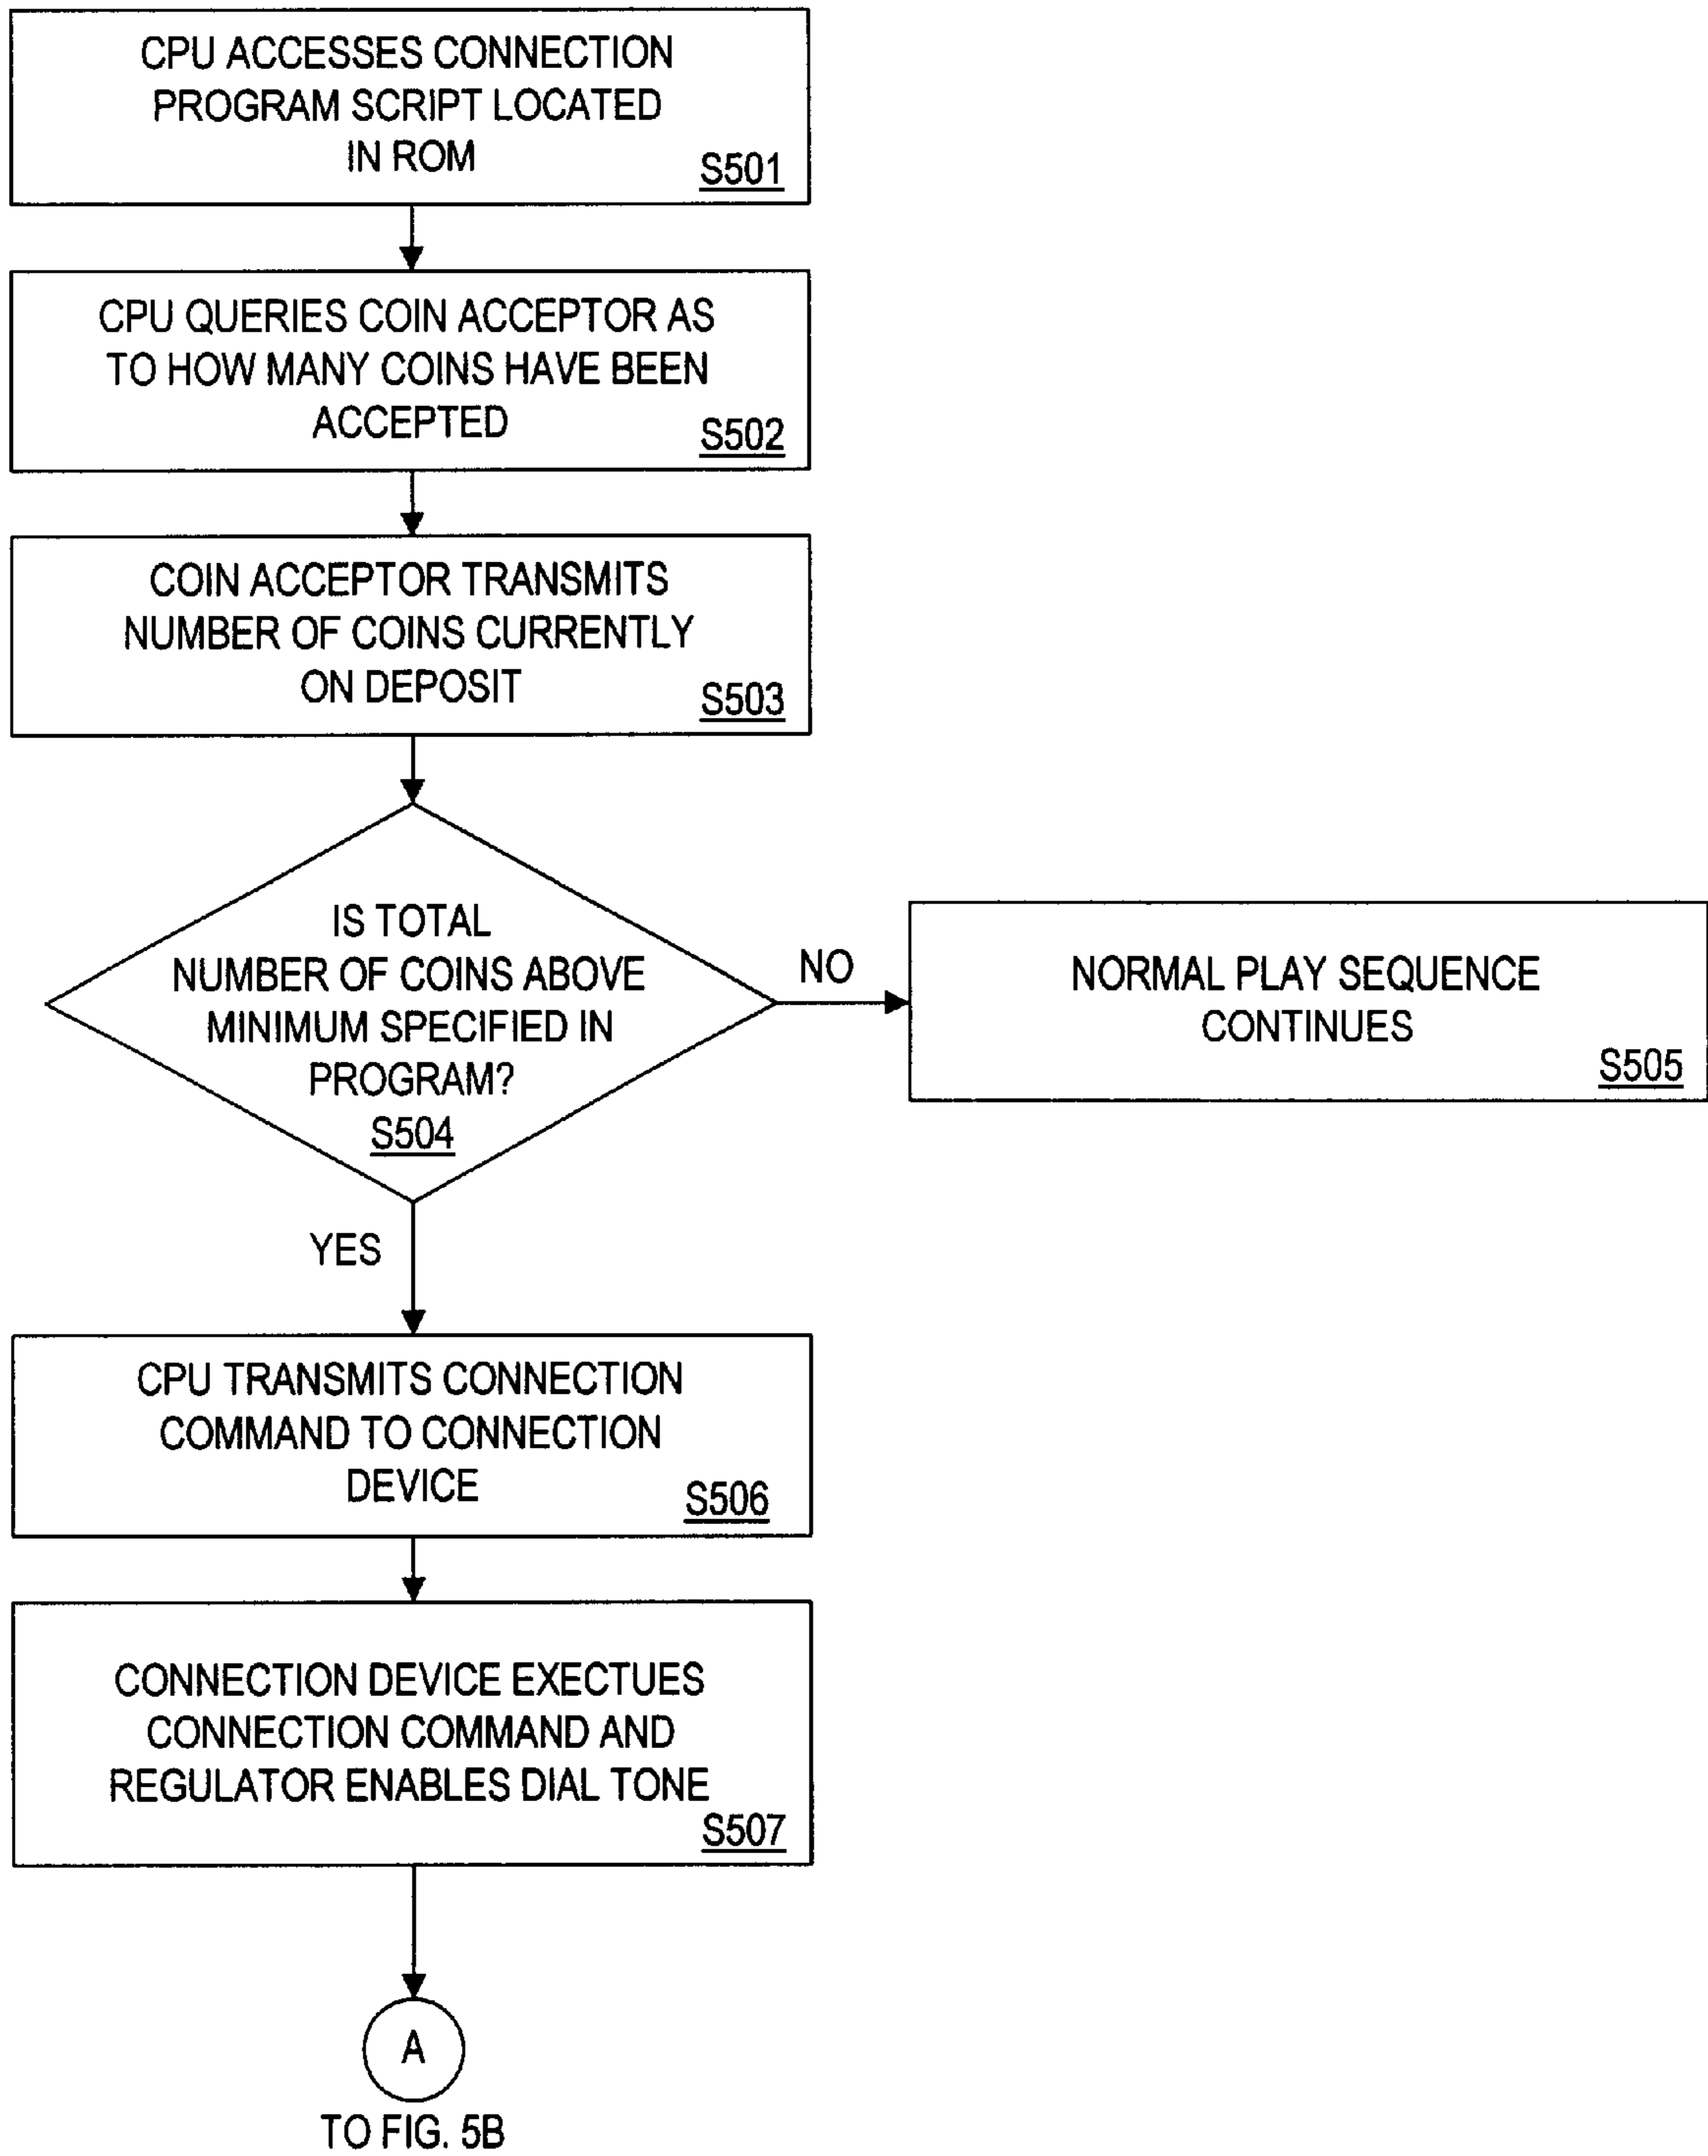 CPU ACCESSES CONNECTION
PROGRAM SCRIPT LOCATED
IN ROM
S501
CPU QUERIES COIN ACCEPTOR AS
TO HOW MANY COINS HAVE BEEN
ACCEPTED
S502
COIN ACCEPTOR TRANSMITS
NUMBER OF COINS CURRENTLY
ON DEPOSIT
S503
IS TOTAL
NUMBER OF COINS ABOVE
MINIMUM SPECIFIED IN
PROGRAM?
S504
NO
NORMAL PLAY SEQUENCE
CONTINUES
S505
YES
CPU TRANSMITS CONNECTION
COMMAND TO CONNECTION
DEVICE
S506
CONNECTION DEVICE EXECTUES
CONNECTION COMMAND AND
REGULATOR ENABLES DIAL TONE
S507
A
TO FIG. 5B